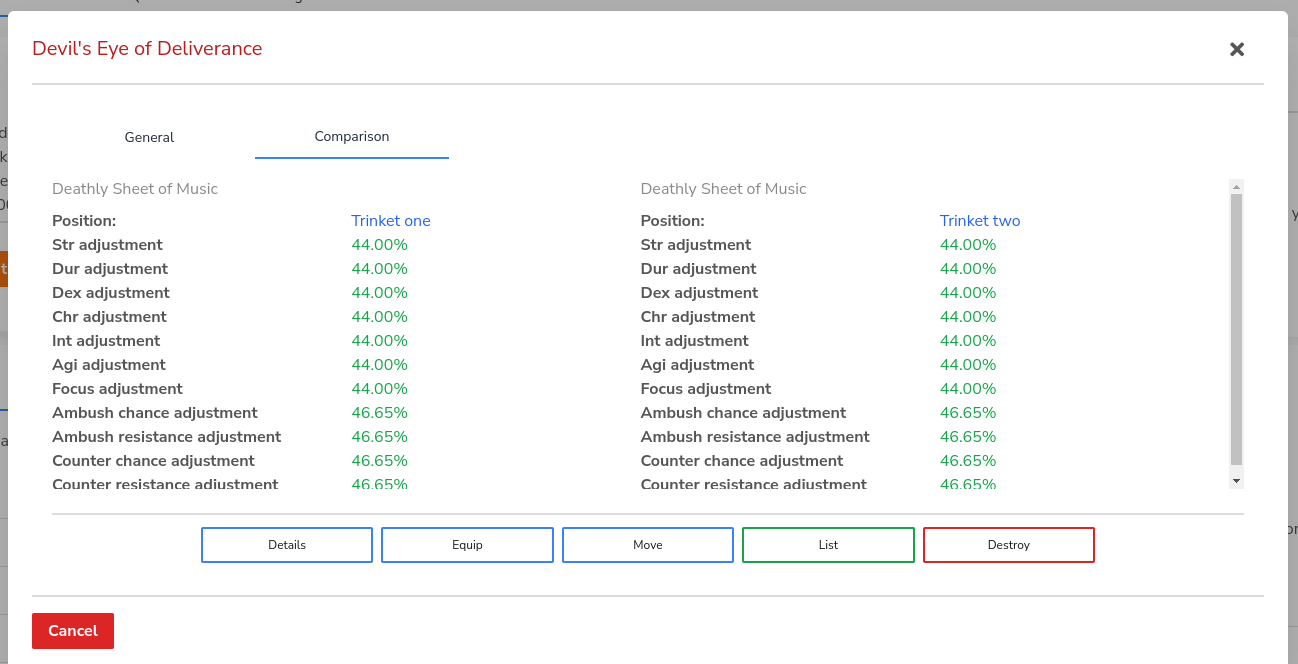 Devil's Eye of Deliverance
General Comparison
Deathly Sheet of Music
Position: Trinket one
Str adjustment 44.00%
Dur adjustment 44.00%
Dex adjustment 44.00%
Chr adjustment 44.00%
Int adjustment 44.00%
Agi adjustment 44.00%
Focus adjustment 44.00%
Ambush chance adjustment 46.65%
Ambush resistance adjustment 46.65%
Counter chance adjustment 46.65%
Counter resistance adjustment 46.65%
Deathly Sheet of Music
Position: Trinket two
Str adjustment 44.00%
Dur adjustment 44.00%
Dex adjustment 44.00%
Chr adjustment 44.00%
Int adjustment 44.00%
Agi adjustment 44.00%
Focus adjustment 44.00%
Ambush chance adjustment 46.65%
Ambush resistance adjustment 46.65%
Counter chance adjustment 46.65%
Counter resistance adjustment 46.65%
Details Equip Move List Destroy
Cancel